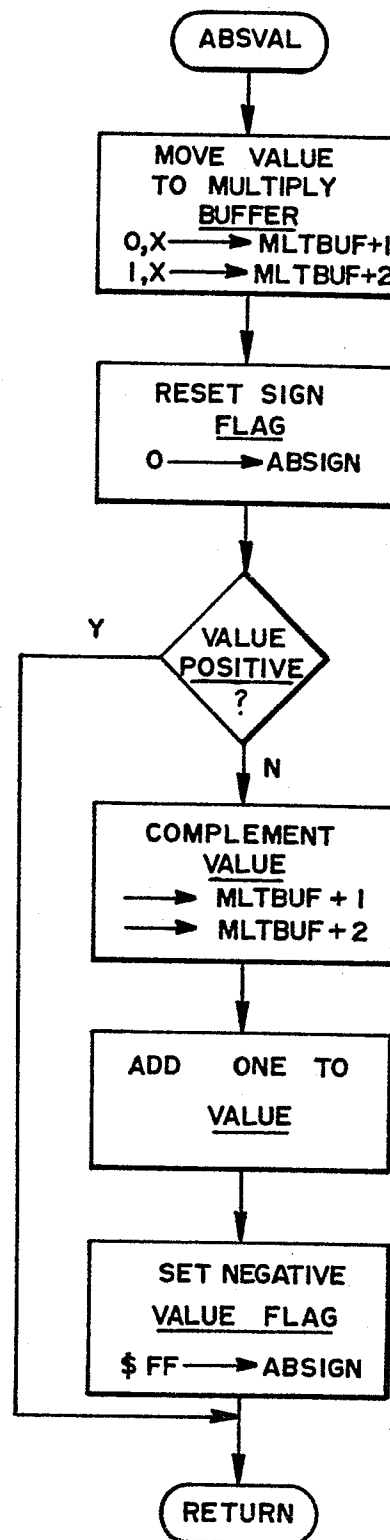 ABSVAL
MOVE VALUE
TO MULTIPLY
BUFFER
0,X → MLTBUF+1
1,X → MLTBUF+2
RESET SIGN
FLAG
0 → ABSIGN
Y
VALUE
POSITIVE
?
N
COMPLEMENT
VALUE
→ MLTBUF + 1
→ MLTBUF + 2
ADD ONE TO
VALUE
SET NEGATIVE
VALUE FLAG
$ FF → ABSIGN
RETURN